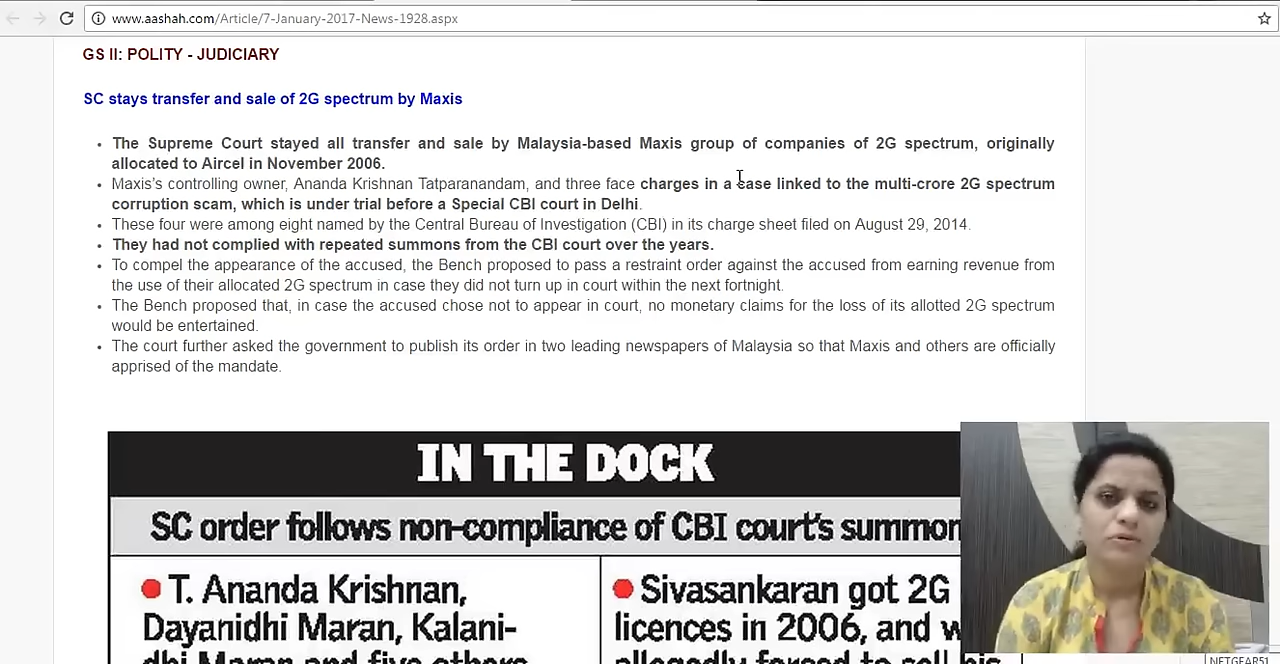 www.aashah.com/Article/7-January-2017-News-1928.aspx
GS II: POLITY - JUDICIARY
SC stays transfer and sale of 2G spectrum by Maxis
• The Supreme Court stayed all transfer and sale by Malaysia-based Maxis group of companies of 2G spectrum, originally
allocated to Aircel in November 2006.
• Maxis's controlling owner, Ananda Krishnan Tatparanandam, and three face charges in a case linked to the multi-crore 2G spectrum
corruption scam, which is under trial before a Special CBI court in Delhi.
• These four were among eight named by the Central Bureau of Investigation (CBI) in its charge sheet filed on August 29, 2014.
• They had not complied with repeated summons from the CBI court over the years.
• To compel the appearance of the accused, the Bench proposed to pass a restraint order against the accused from earning revenue from
the use of their allocated 2G spectrum in case they did not turn up in court within the next fortnight.
• The Bench proposed that, in case the accused chose not to appear in court, no monetary claims for the loss of its allotted 2G spectrum
would be entertained.
• The court further asked the government to publish its order in two leading newspapers of Malaysia so that Maxis and others are officially
apprised of the mandate.
IN THE DOCK
SC order follows non-compliance of CBI court's summon
• T. Ananda Krishnan,
Dayanidhi Maran, Kalani-
dhi Maran and five others
• Sivasankaran got 2G
licences in 2006, and w
allegedly forced to sell his
NETGEAR51